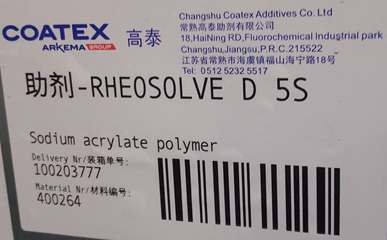 COATEX 高泰
ARKEMA GROUP
Changshu Coatex Additives Co. Ltd
常熟高泰助剂有限公司
18,HaiNing RD,Fluorochemical Industrial park
Changshu,Jiangsu,P.R.C.215522
江苏省常熟市海虞镇福山海宁路18号
Tel: 0512 5232 5517
助剂-RHEOSOLVE D 5S
Sodium acrylate polymer
Delivery Nr/装箱单号:
100203777
Material Nr/材料编号:
400264